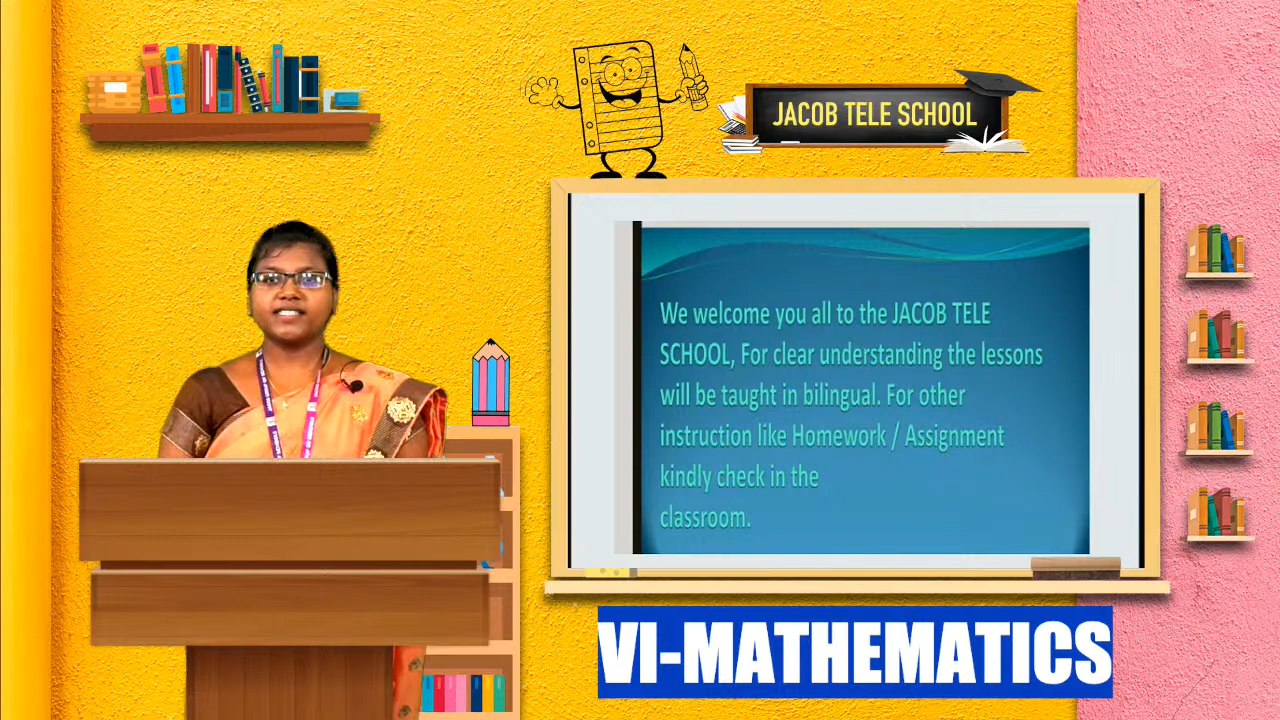 JACOB TELE SCHOOL
We welcome you all to the JACOB TELE
SCHOOL, For clear understanding the lessons
will be taught in bilingual. For other
instruction like Homework / Assignment
kindly check in the
classroom.
VI-MATHEMATICS